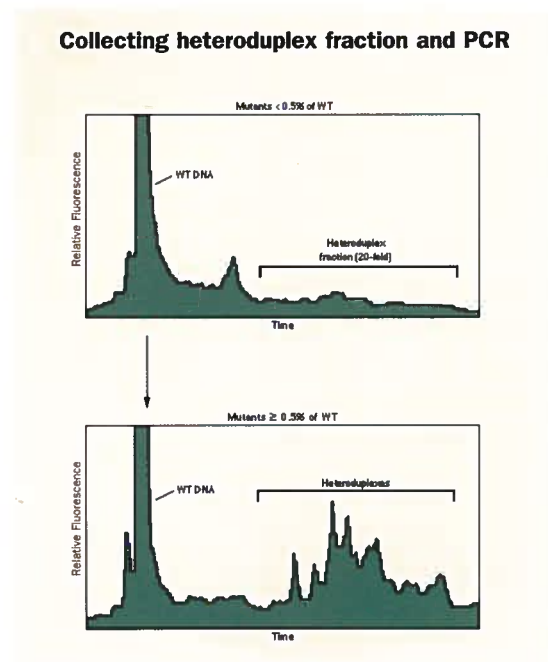 Collecting heteroduplex fraction and PCR
Mutants < 0.5% of WT
Relative Fluorescence
WT DNA
Heteroduplex
fraction (20-fold)
Time
Mutants ≥ 0.5% of WT
Relative Fluorescence
WT DNA
Heteroduplexes
Time